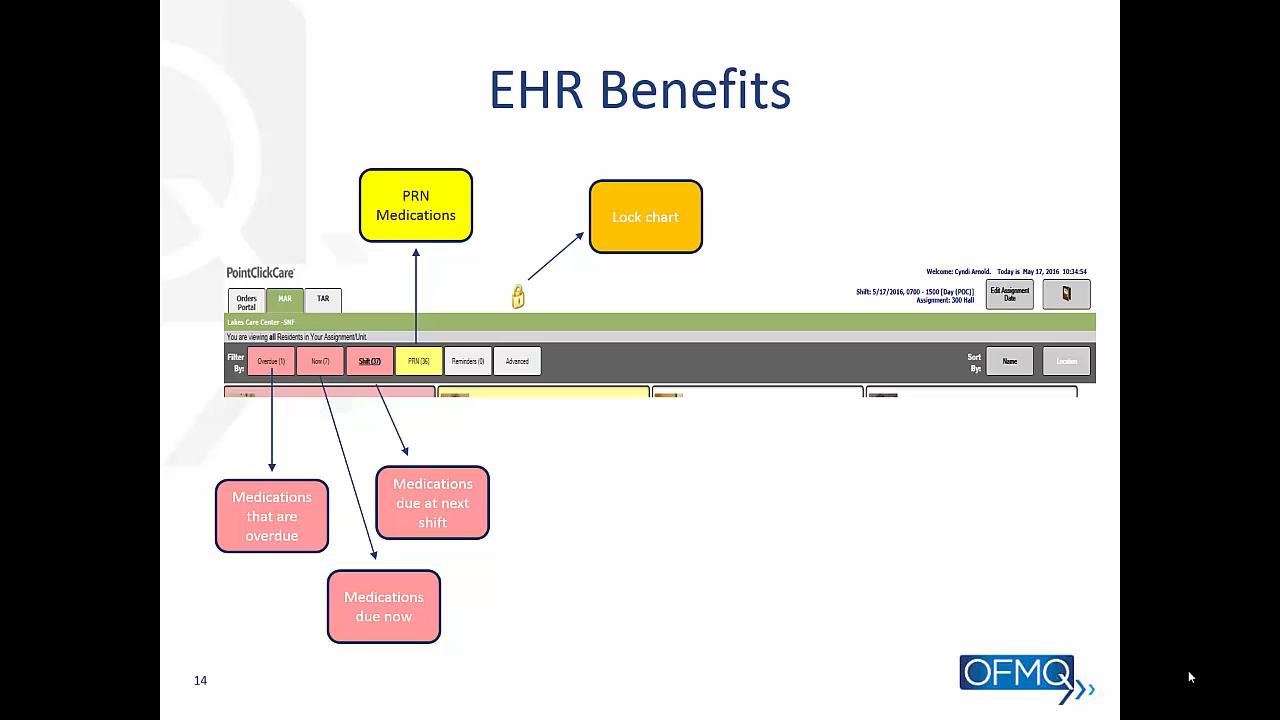 EHR Benefits
PRN
Medications
Lock chart
PointClickCare
Welcome: Cyndi Arnold. Today is May 17, 2016 10:34:54
Orders
Portal
MAR
TAR
Shift: 5/17/2016, 0700 - 1500 [Day (POC)]
Assignment: 300 Hall
Edit Assignment
Date
Lakes Care Center -SNF
You are viewing all Residents in Your Assignment/Unit.
Filter
By:
Overdue (1)
Now (7)
Shift (37)
PRN (36)
Reminders (0)
Advanced
Sort
By:
Name
Location
Medications
that are
overdue
Medications
due at next
shift
Medications
due now
14
OFMQ